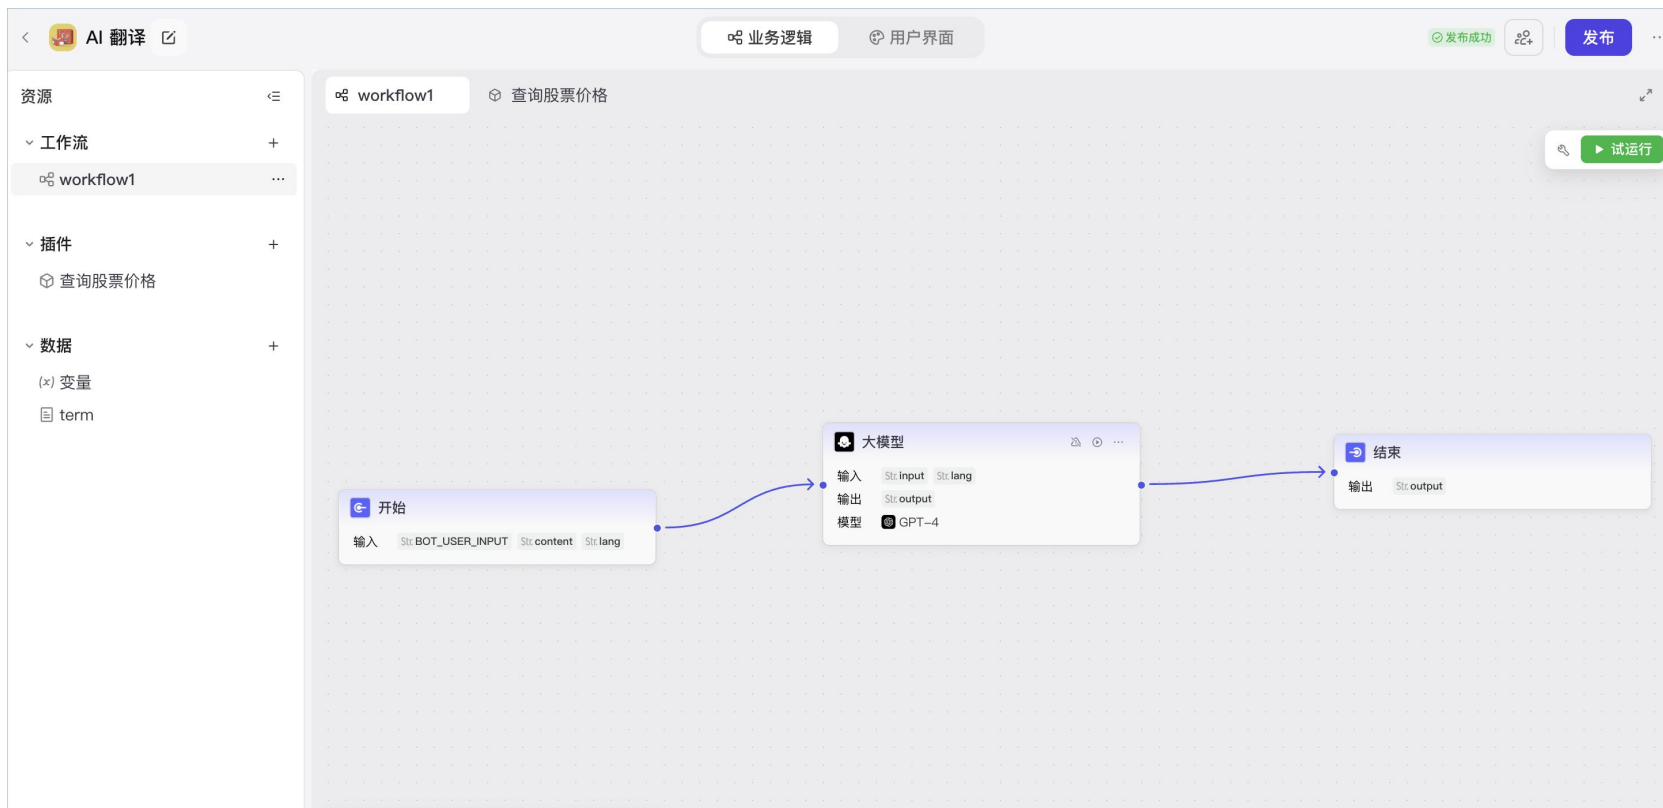 AI 翻译
业务逻辑
用户界面
发布成功
发布
资源
工作流
workflow1
插件
查询股票价格
数据
(x) 变量
term
workflow1
查询股票价格
试运行
开始
输入 Str. BOT_USER_INPUT Str. content Str. lang
大模型
输入 Str. input Str. lang
输出 Str. output
模型 GPT-4
结束
输出 Str. output